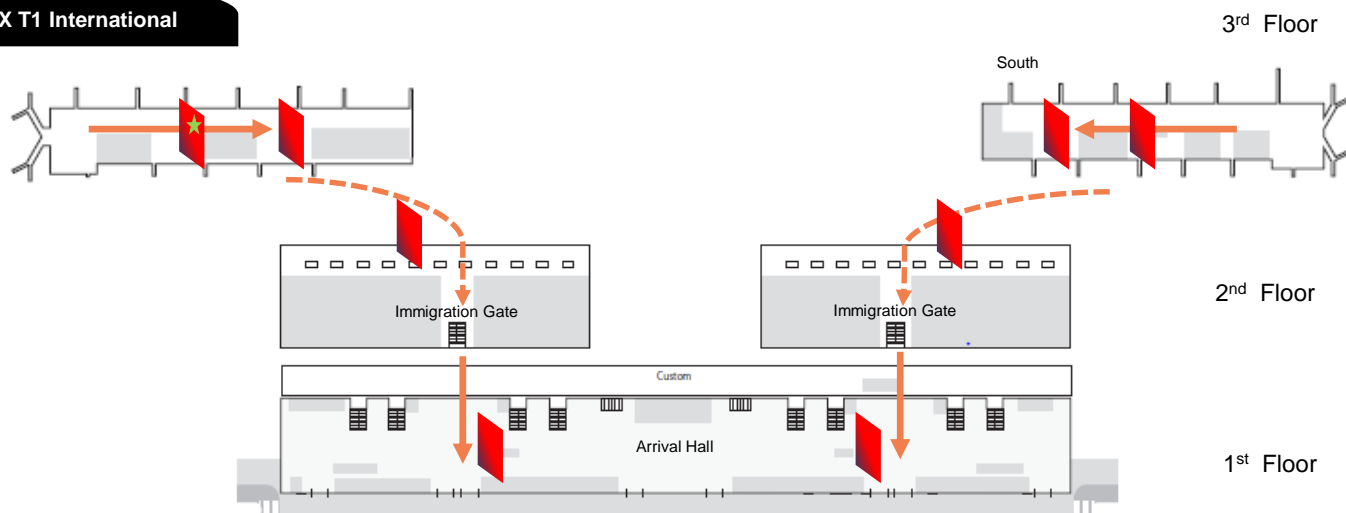 X T1 International
3rd Floor
South
Immigration Gate
Immigration Gate
2nd Floor
Custom
Arrival Hall
1st Floor